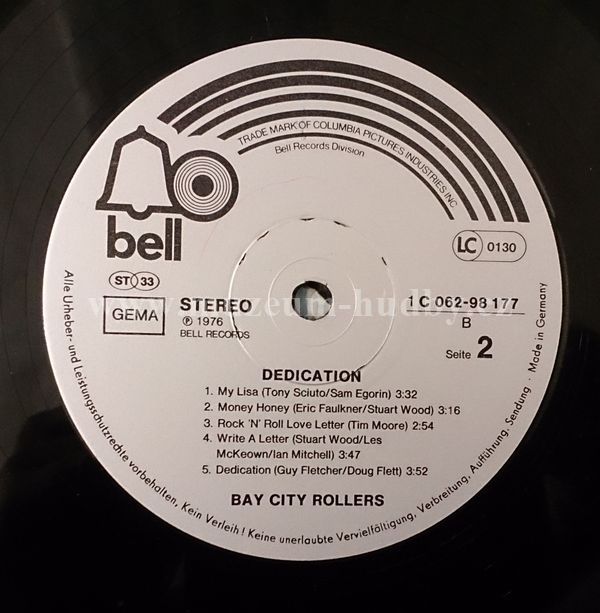 TRADE MARK OF COLUMBIA PICTURES INDUSTRIES INC.
Bell Records Division
bell
LC 0130
ST 33
GEMA
STEREO
℗ 1976
BELL RECORDS
1 C 062-98 177
B
Seite 2
www.muzeum-hudby.cz
DEDICATION
1. My Lisa (Tony Sciuto/Sam Egorin) 3:32
2. Money Honey (Eric Faulkner/Stuart Wood) 3:16
3. Rock 'N' Roll Love Letter (Tim Moore) 2:54
4. Write A Letter (Stuart Wood/Les
McKeown/Ian Mitchell) 3:47
5. Dedication (Guy Fletcher/Doug Flett) 3:52
BAY CITY ROLLERS
Alle Urheber- und Leistungsschutzrechte vorbehalten. Kein Verleih! Keine unerlaubte Vervielfältigung, Verbreitung, Aufführung, Sendung · Made in Germany